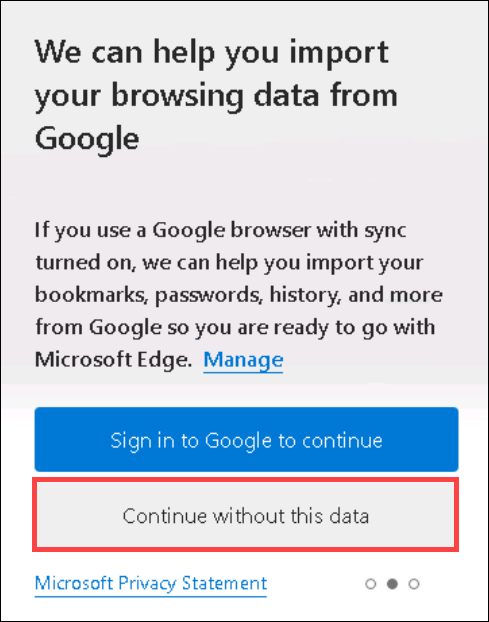 We can help you import
your browsing data from
Google
If you use a Google browser with sync
turned on, we can help you import your
bookmarks, passwords, history, and more
from Google so you are ready to go with
Microsoft Edge. Manage
Sign in to Google to continue
Continue without this data
Microsoft Privacy Statement